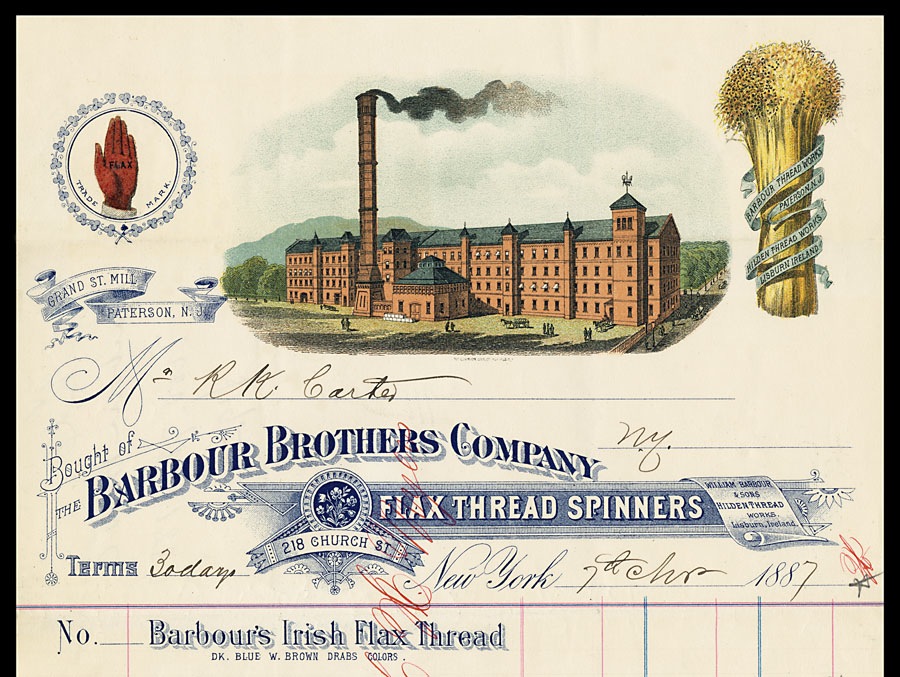 FLAX
TRADE MARK
BARBOUR THREAD WORKS
PATERSON, N.J.
HILDEN THREAD WORKS
LISBURN IRELAND
GRAND ST. MILL
PATERSON, N.J.
Mr R K. Carter
N.Y.
Bought of
THE BARBOUR BROTHERS COMPANY
FLAX THREAD SPINNERS
WILLIAM BARBOUR
& SONS
HILDEN THREAD
WORKS.
Lisburn, Ireland.
218 CHURCH ST.
Terms 30 days New York 7th 1887
No. Barbour's Irish Flax Thread
DK. BLUE W. BROWN DRABS COLORS.